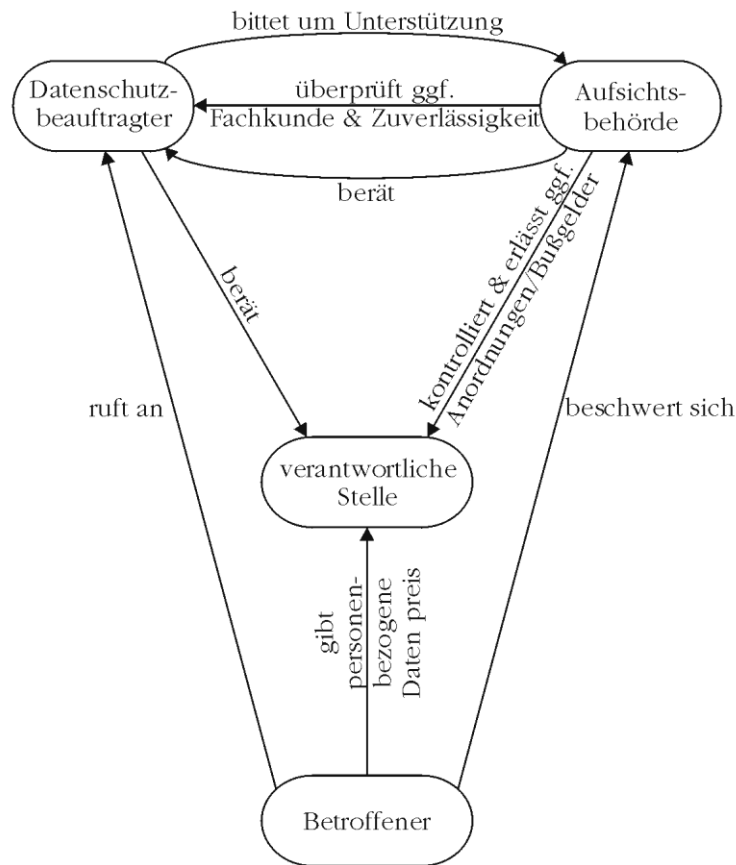 bittet um Unterstützung
Datenschutz-
beauftragter
überprüft ggf.
Fachkunde & Zuverlässigkeit
Aufsichts-
behörde
berät
berät
kontrolliert & erlässt ggf.
Anordnungen/Bußgelder
ruft an
beschwert sich
verantwortliche
Stelle
gibt
personen-
bezogene
Daten preis
Betroffener